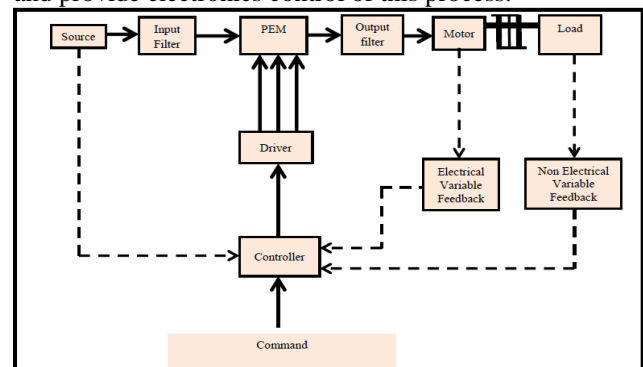 and provide electronics control of this process.
Source
Input
Filter
PEM
Output
filter
Motor
Load
Driver
Electrical
Variable
Feedback
Non Electrical
Variable
Feedback
Controller
Command